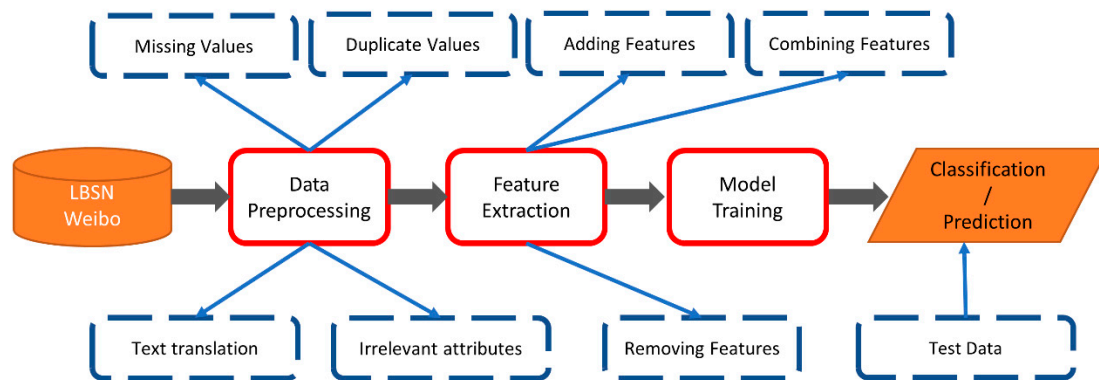 Missing Values
Duplicate Values
Adding Features
Combining Features
LBSN
Weibo
Data
Preprocessing
Feature
Extraction
Model
Training
Classification
/
Prediction
Text translation
Irrelevant attributes
Removing Features
Test Data